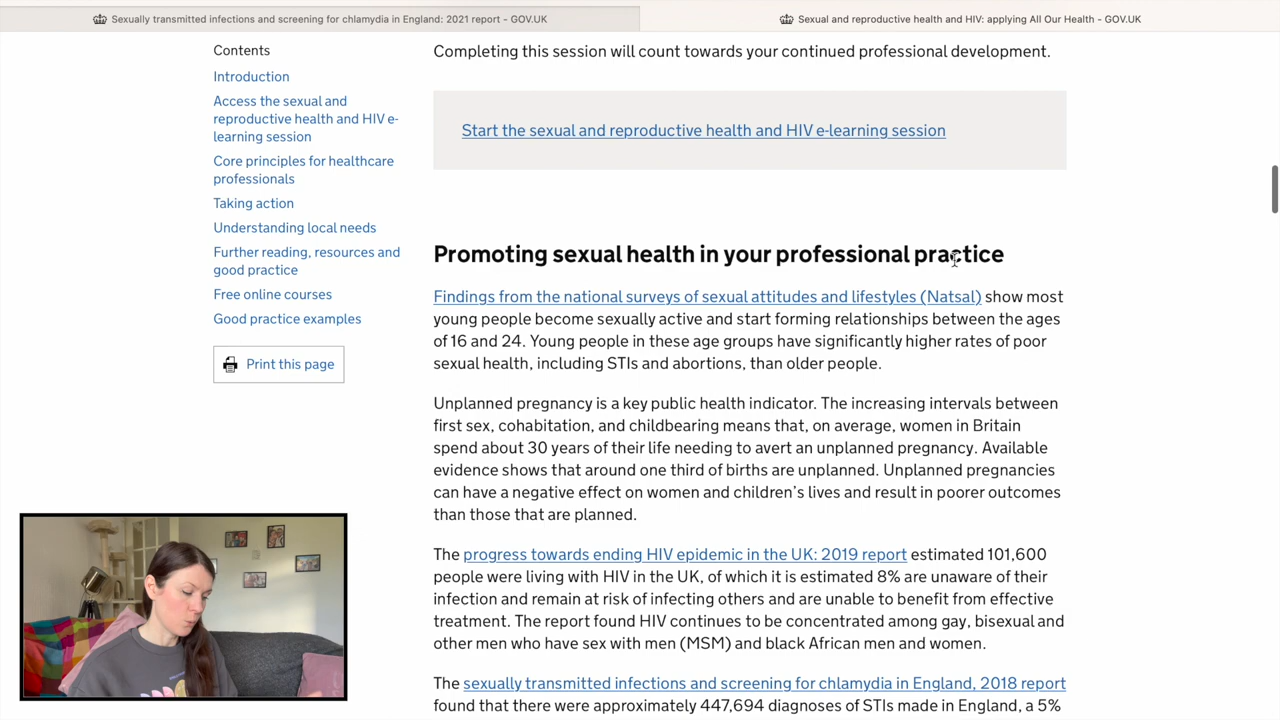 Sexually transmitted infections and screening for chlamydia in England: 2021 report - GOV.UK
Sexual and reproductive health and HIV: applying All Our Health - GOV.UK
Contents
Introduction
Access the sexual and
reproductive health and HIV e-
learning session
Core principles for healthcare
professionals
Taking action
Understanding local needs
Further reading, resources and
good practice
Free online courses
Good practice examples
Print this page
Completing this session will count towards your continued professional development.
Start the sexual and reproductive health and HIV e-learning session
Promoting sexual health in your professional practice
Findings from the national surveys of sexual attitudes and lifestyles (Natsal) show most
young people become sexually active and start forming relationships between the ages
of 16 and 24. Young people in these age groups have significantly higher rates of poor
sexual health, including STIs and abortions, than older people.
Unplanned pregnancy is a key public health indicator. The increasing intervals between
first sex, cohabitation, and childbearing means that, on average, women in Britain
spend about 30 years of their life needing to avert an unplanned pregnancy. Available
evidence shows that around one third of births are unplanned. Unplanned pregnancies
can have a negative effect on women and children's lives and result in poorer outcomes
than those that are planned.
The progress towards ending HIV epidemic in the UK: 2019 report estimated 101,600
people were living with HIV in the UK, of which it is estimated 8% are unaware of their
infection and remain at risk of infecting others and are unable to benefit from effective
treatment. The report found HIV continues to be concentrated among gay, bisexual and
other men who have sex with men (MSM) and black African men and women.
The sexually transmitted infections and screening for chlamydia in England, 2018 report
found that there were approximately 447,694 diagnoses of STIs made in England, a 5%